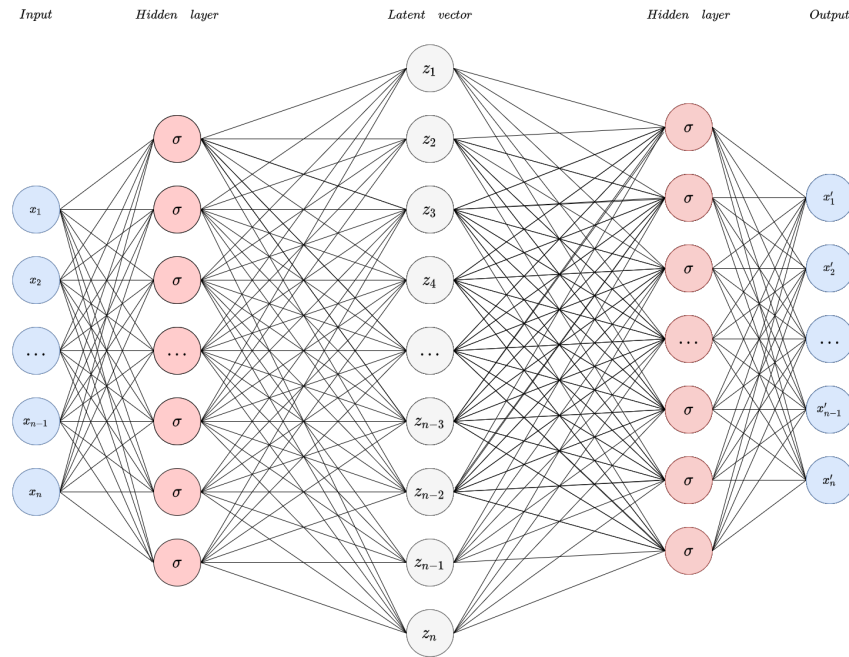 Input
Hidden layer
Latent vector
Hidden layer
Output
x₁
x₂
...
xₙ₋₁
xₙ
σ
σ
σ
...
σ
σ
σ
z₁
z₂
z₃
z₄
...
zₙ₋₃
zₙ₋₂
zₙ₋₁
zₙ
σ
σ
σ
...
σ
σ
σ
x′₁
x′₂
...
x′ₙ₋₁
x′ₙ